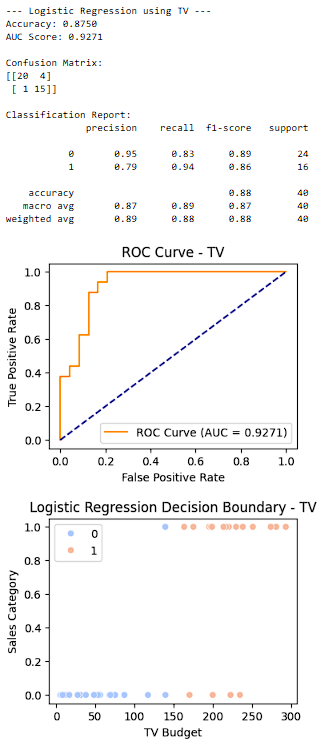 --- Logistic Regression using TV ---
Accuracy: 0.8750
AUC Score: 0.9271
Confusion Matrix:
[[20  4]
 [ 1 15]]
Classification Report:
precision    recall  f1-score   support
0       0.95      0.83      0.89        24
1       0.79      0.94      0.86        16
accuracy                           0.88        40
macro avg       0.87      0.89      0.87        40
weighted avg       0.89      0.88      0.88        40
ROC Curve - TV
True Positive Rate
1.0
0.8
0.6
0.4
0.2
0.0
ROC Curve (AUC = 0.9271)
0.0 0.2 0.4 0.6 0.8 1.0
False Positive Rate
Logistic Regression Decision Boundary - TV
Sales Category
1.0
0.8
0.6
0.4
0.2
0.0
0
1
0 50 100 150 200 250 300
TV Budget